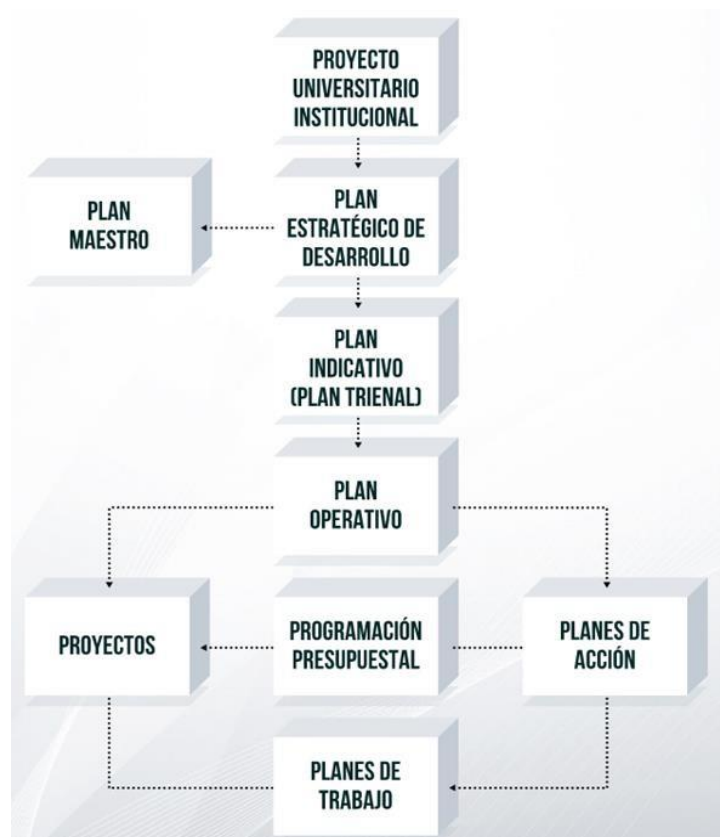 PROYECTO
UNIVERSITARIO
INSTITUCIONAL
PLAN
MAESTRO
PLAN
ESTRATÉGICO DE
DESARROLLO
PLAN
INDICATIVO
(PLAN TRIENAL)
PLAN
OPERATIVO
PROYECTOS
PROGRAMACIÓN
PRESUPUESTAL
PLANES DE
ACCIÓN
PLANES DE
TRABAJO